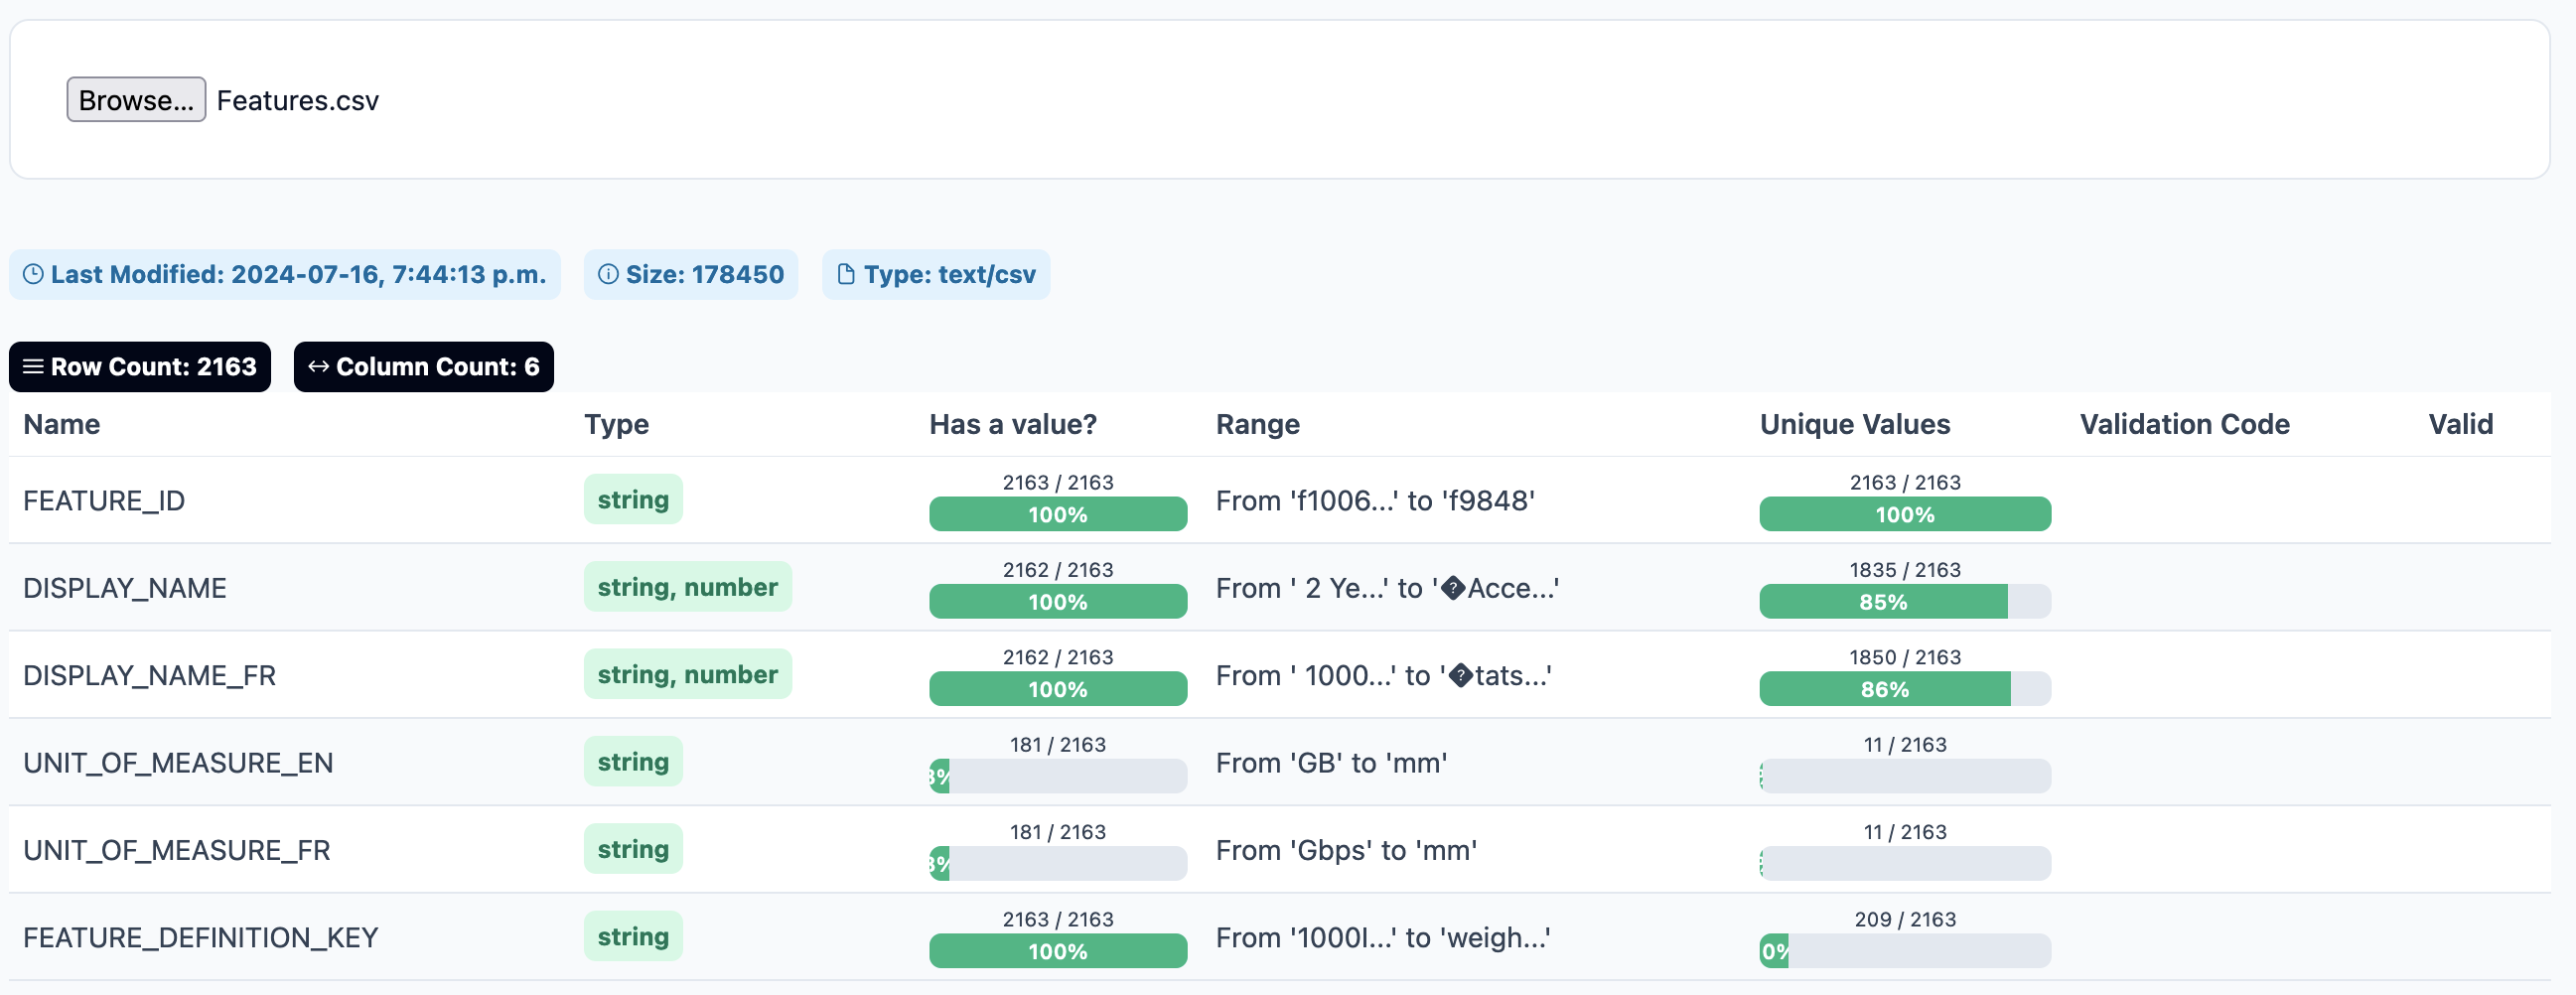 Browse... Features.csv
Last Modified: 2024-07-16, 7:44:13 p.m. Size: 178450 Type: text/csv
Row Count: 2163 Column Count: 6
Name Type Has a value? Range Unique Values Validation Code Valid
2163 / 2163 2163 / 2163
FEATURE_ID string 100% From 'f1006...' to 'f9848' 100%
2162 / 2163 1835 / 2163
DISPLAY_NAME string, number 100% From ' 2 Ye...' to '�Acce...' 85%
2162 / 2163 1850 / 2163
DISPLAY_NAME_FR string, number 100% From ' 1000...' to '�tats...' 86%
181 / 2163 11 / 2163
UNIT_OF_MEASURE_EN string From 'GB' to 'mm'
181 / 2163 11 / 2163
UNIT_OF_MEASURE_FR string From 'Gbps' to 'mm'
2163 / 2163 209 / 2163
FEATURE_DEFINITION_KEY string 100% From '1000I...' to 'weigh...'